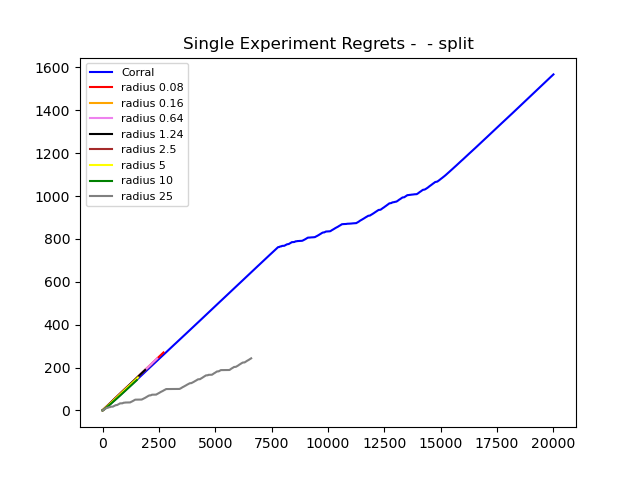 Single Experiment Regrets -  - split
Corral
radius 0.08
radius 0.16
radius 0.64
radius 1.24
radius 2.5
radius 5
radius 10
radius 25
1600
1400
1200
1000
800
600
400
200
0
0 2500 5000 7500 10000 12500 15000 17500 20000